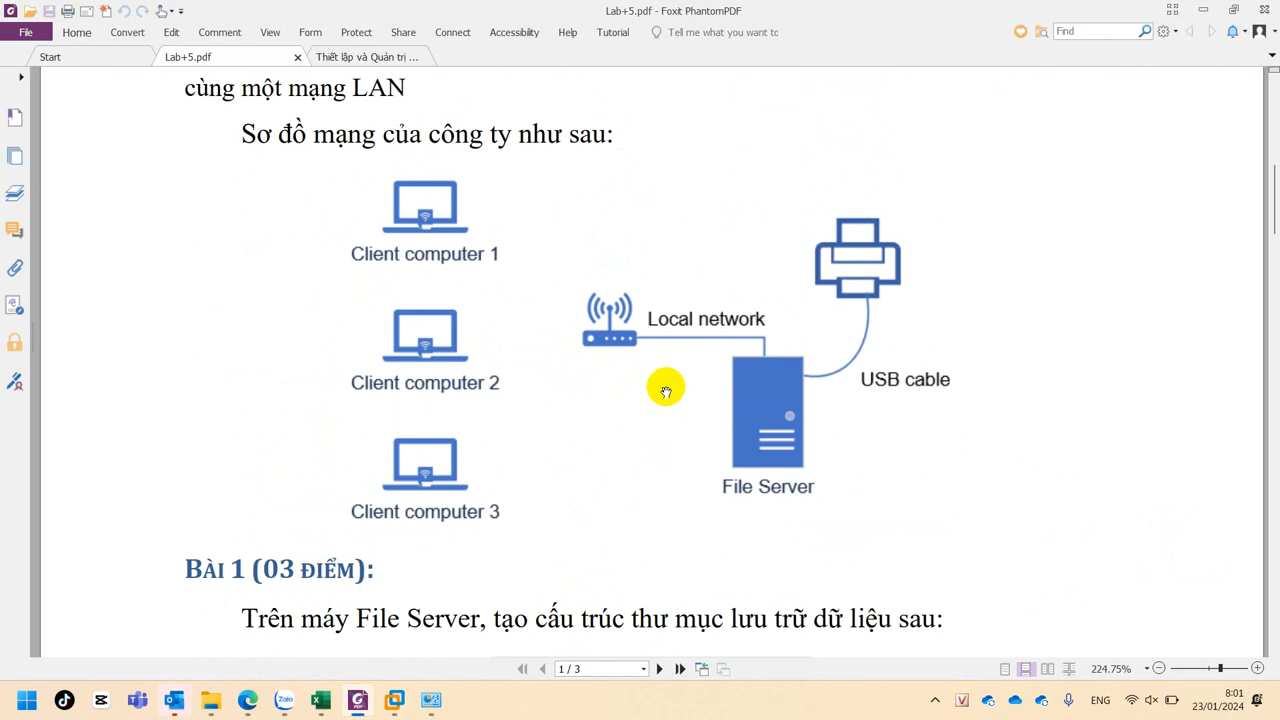 Lab+5.pdf - Foxit PhantomPDF
File Home Convert Edit Comment View Form Protect Share Connect Accessibility Help Tutorial Tell me what you want to Find
Start Lab+5.pdf Thiết lập và Quản trị ...
cùng một mạng LAN
Sơ đồ mạng của công ty như sau:
Client computer 1
Local network
Client computer 2
USB cable
File Server
Client computer 3
BÀI 1 (03 ĐIỂM):
Trên máy File Server, tạo cấu trúc thư mục lưu trữ dữ liệu sau:
1 / 3
224.75%
Zalo
ENG
8:01
23/01/2024